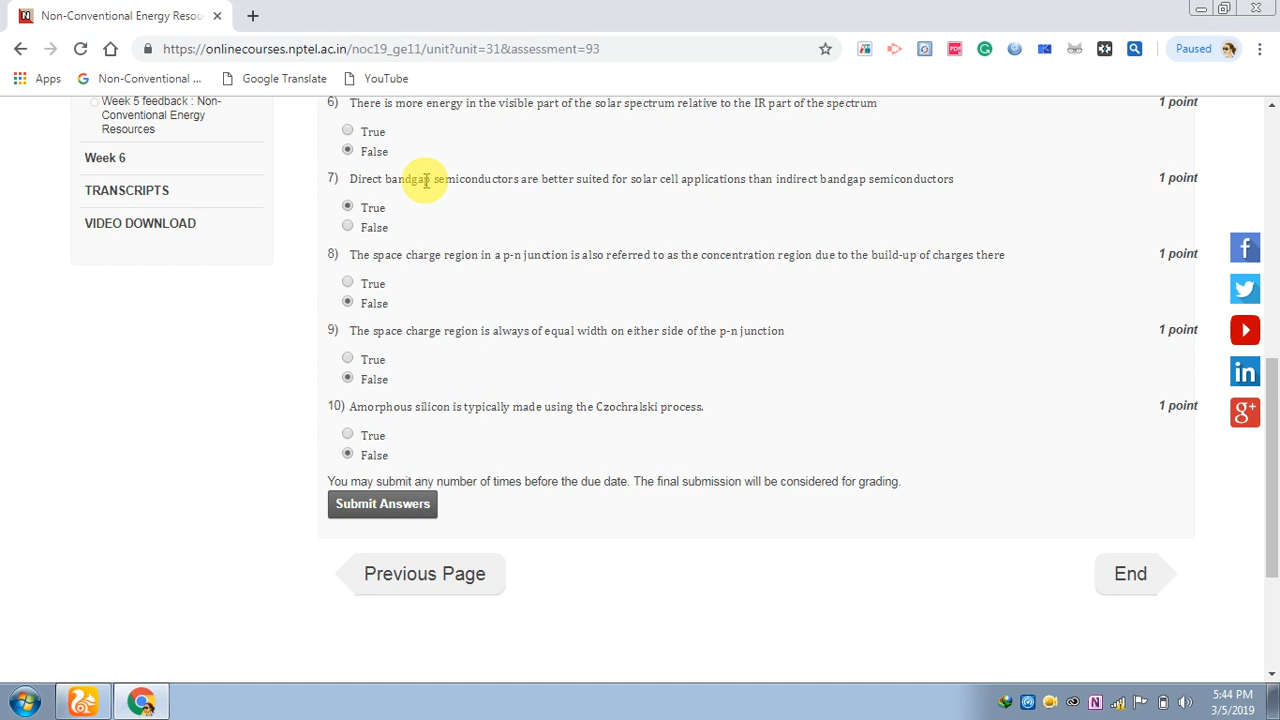 Non-Conventional Energy Resou
https://onlinecourses.nptel.ac.in/noc19_ge11/unit?unit=31&assessment=93
Paused
Apps
Non-Conventional ...
Google Translate
YouTube
Week 5 feedback : Non-
Conventional Energy
Resources
Week 6
TRANSCRIPTS
VIDEO DOWNLOAD
6) There is more energy in the visible part of the solar spectrum relative to the IR part of the spectrum 1 point
True
False
7) Direct bandgap semiconductors are better suited for solar cell applications than indirect bandgap semiconductors 1 point
True
False
8) The space charge region in a p-n junction is also referred to as the concentration region due to the build-up of charges there 1 point
True
False
9) The space charge region is always of equal width on either side of the p-n junction 1 point
True
False
10) Amorphous silicon is typically made using the Czochralski process. 1 point
True
False
You may submit any number of times before the due date. The final submission will be considered for grading.
Submit Answers
Previous Page
End
5:44 PM
3/5/2019